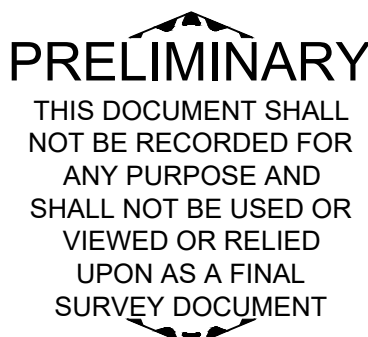 PRELIMINARY
THIS DOCUMENT SHALL
NOT BE RECORDED FOR
ANY PURPOSE AND
SHALL NOT BE USED OR
VIEWED OR RELIED
UPON AS A FINAL
SURVEY DOCUMENT